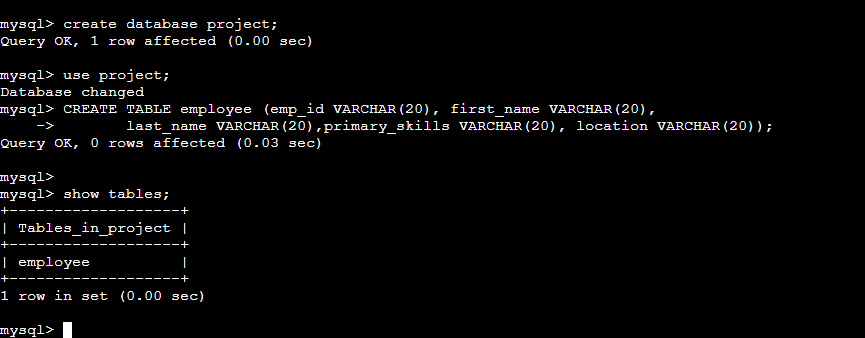 mysql> create database project;
Query OK, 1 row affected (0.00 sec)
mysql> use project;
Database changed
mysql> CREATE TABLE employee (emp_id VARCHAR(20), first_name VARCHAR(20),
    ->         last_name VARCHAR(20),primary_skills VARCHAR(20), location VARCHAR(20));
Query OK, 0 rows affected (0.03 sec)
mysql>
mysql> show tables;
+-------------------+
| Tables_in_project |
+-------------------+
| employee          |
+-------------------+
1 row in set (0.00 sec)
mysql>